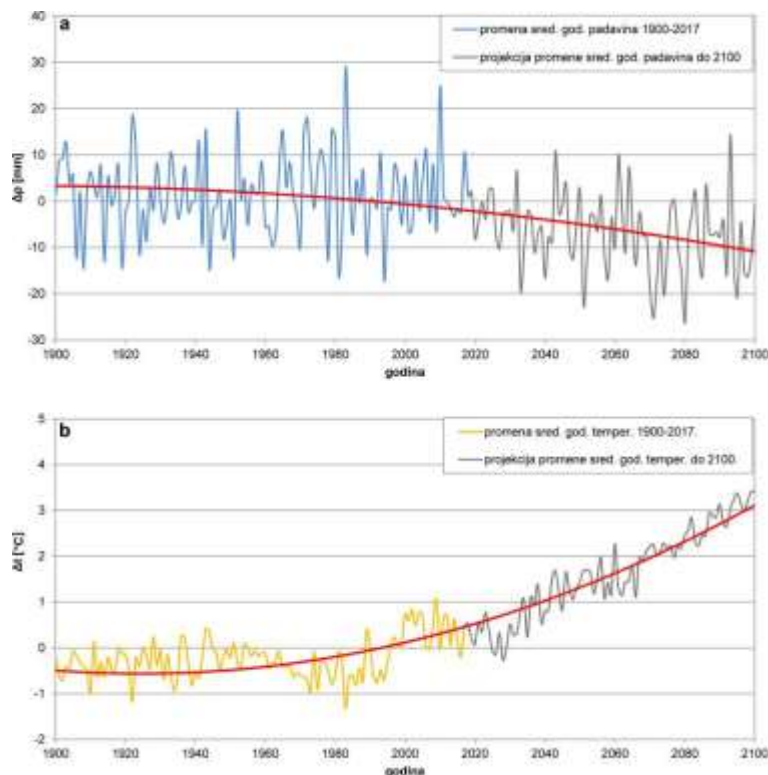 a
promena sred. god. padavina 1900-2017
projekcija promene sred. god. padavina do 2100
Δp [mm]
40
30
20
10
0
-10
-20
-30
1900 1920 1940 1960 1980 2000 2020 2040 2060 2080 2100
godina
b
promena sred. god. temper. 1900-2017.
projekcija promene sred. god. temper. do 2100.
Δt [°C]
5
4
3
2
1
0
-1
-2
1900 1920 1940 1960 1980 2000 2020 2040 2060 2080 2100
godina